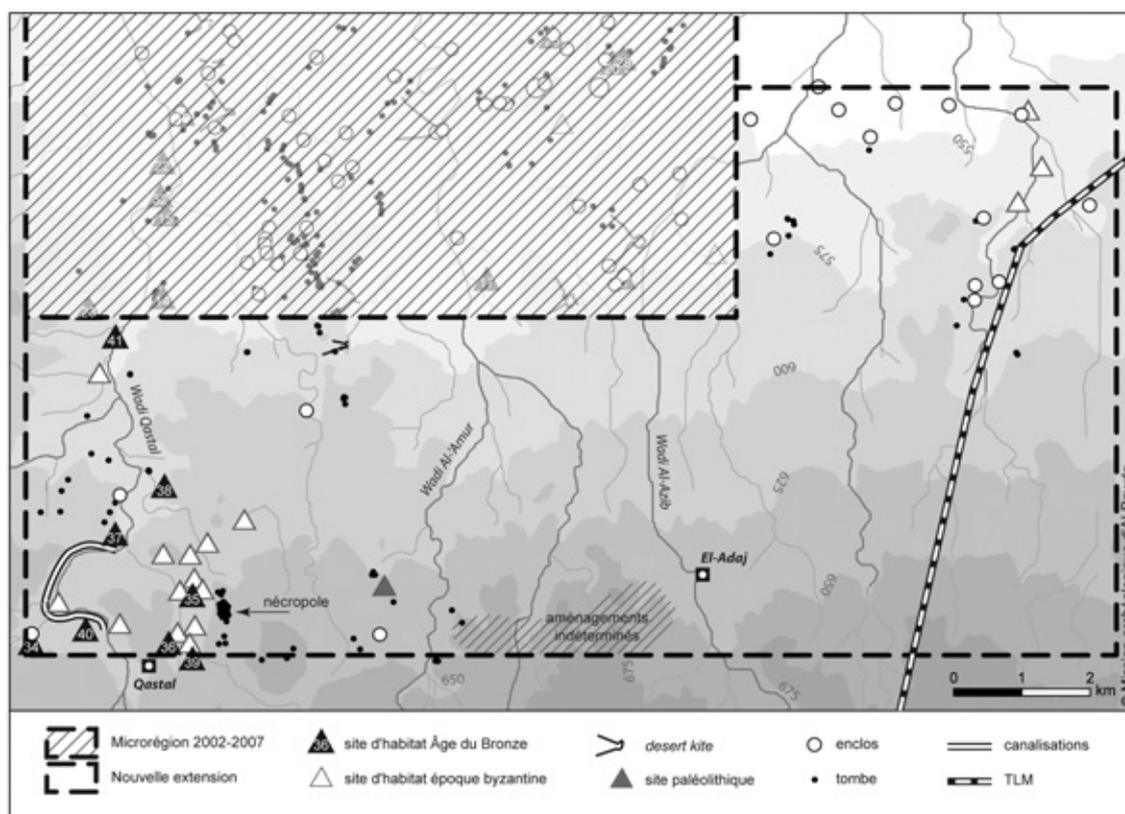 550
575
41
Wadi Qastal
600
Wadi Al-'Amur
Wadi Al-Azib
38
625
37
El-Adaj
650
35
nécropole
aménagements
indéterminés
40
34
36
39
Qastal
650
675
675
0 1 2
km
Microrégion 2002-2007
Nouvelle extension
36
site d'habitat Âge du Bronze
site d'habitat époque byzantine
desert kite
site paléolithique
enclos
tombe
canalisations
TLM